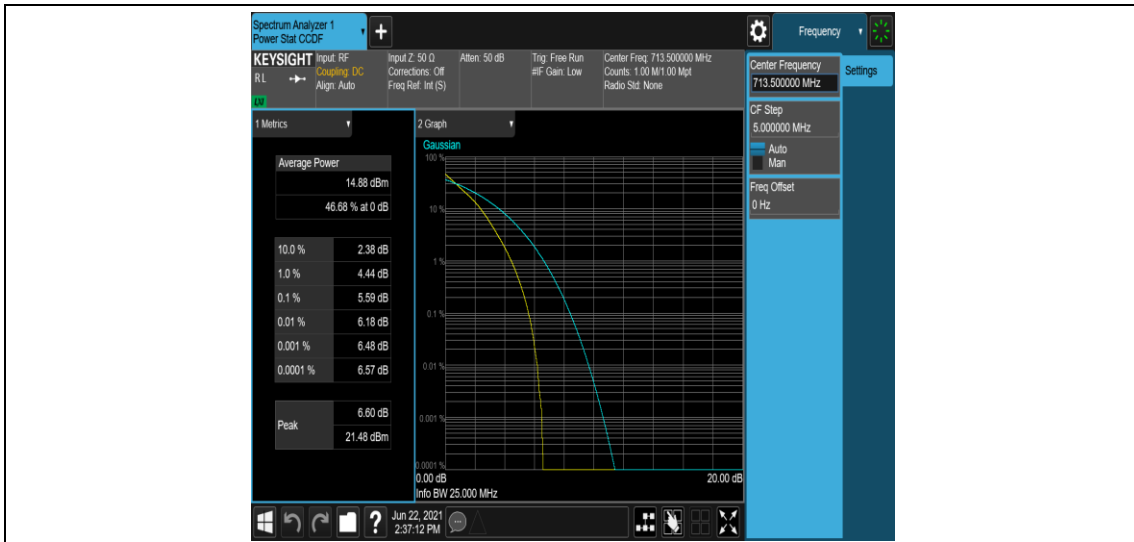 Spectrum Analyzer 1
Power Stat CCDF
Frequency
KEYSIGHT
RL
LXI
Input: RF
Coupling: DC
Align: Auto
Input Z: 50 Ω
Corrections: Off
Freq Ref: Int (S)
Atten: 50 dB
Trig: Free Run
#IF Gain: Low
Center Freq: 713.500000 MHz
Counts: 1.00 M/1.00 Mpt
Radio Std: None
Center Frequency
713.500000 MHz
Settings
CF Step
5.000000 MHz
Auto
Man
Freq Offset
0 Hz
1 Metrics
Average Power
14.88 dBm
46.68 % at 0 dB
10.0 % 2.38 dB
1.0 % 4.44 dB
0.1 % 5.59 dB
0.01 % 6.18 dB
0.001 % 6.48 dB
0.0001 % 6.57 dB
Peak 6.60 dB
21.48 dBm
2 Graph
Gaussian
100 %
10 %
1 %
0.1 %
0.01 %
0.001 %
0.0001 %
0.00 dB 20.00 dB
Info BW 25.000 MHz
Jun 22, 2021
2:37:12 PM